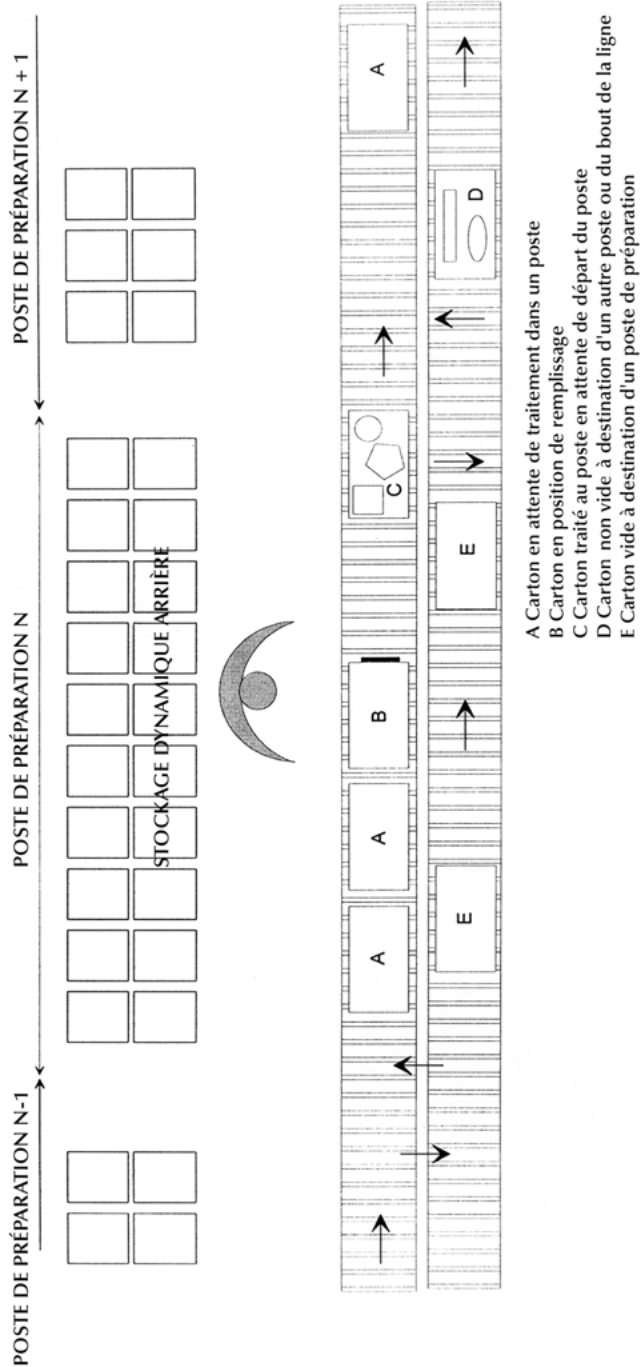 POSTE DE PRÉPARATION N-1
POSTE DE PRÉPARATION N
POSTE DE PRÉPARATION N + 1
STOCKAGE DYNAMIQUE ARRIÈRE
A
A
B
C
A
E
E
D
A Carton en attente de traitement dans un poste
B Carton en position de remplissage
C Carton traité au poste en attente de départ du poste
D Carton non vide à destination d'un autre poste ou du bout de la ligne
E Carton vide à destination d'un poste de préparation